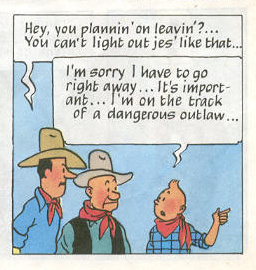 Hey, you plannin' on leavin'?...
You can't light out jes' like that...
I'm sorry I have to go
right away... It's import-
ant... I'm on the track
of a dangerous outlaw...